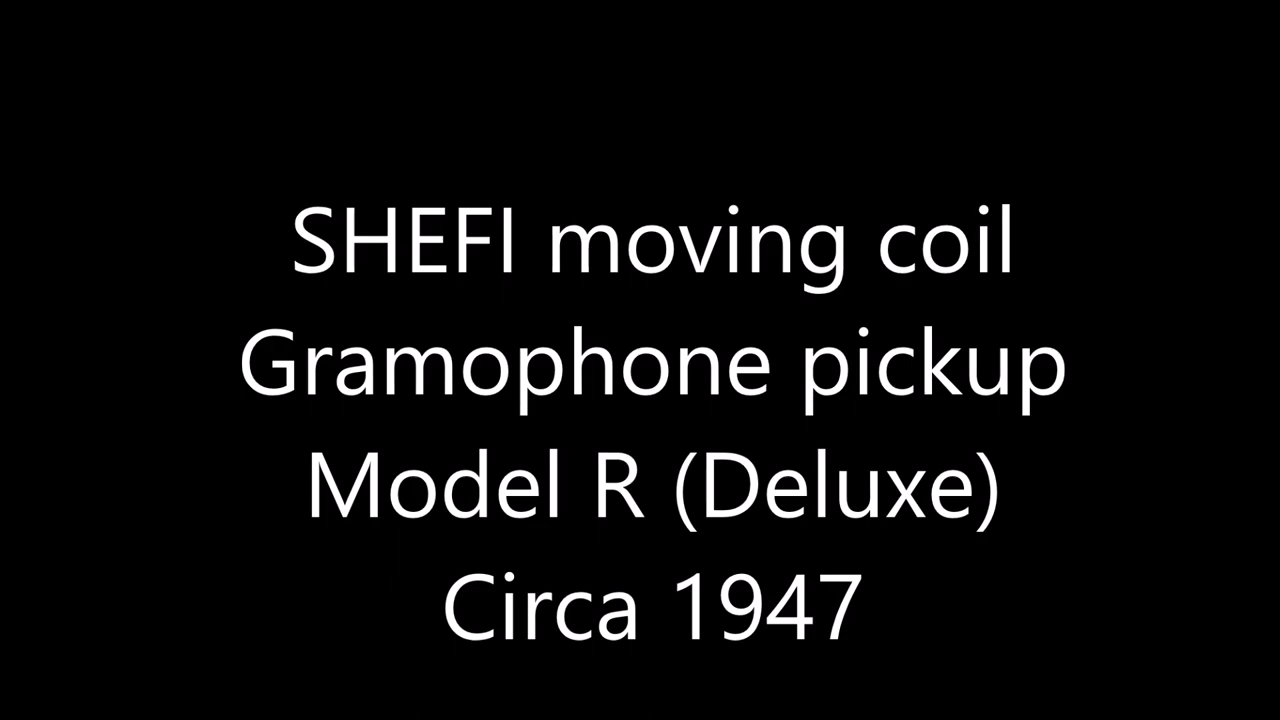 SHEFI moving coil
Gramophone pickup
Model R (Deluxe)
Circa 1947